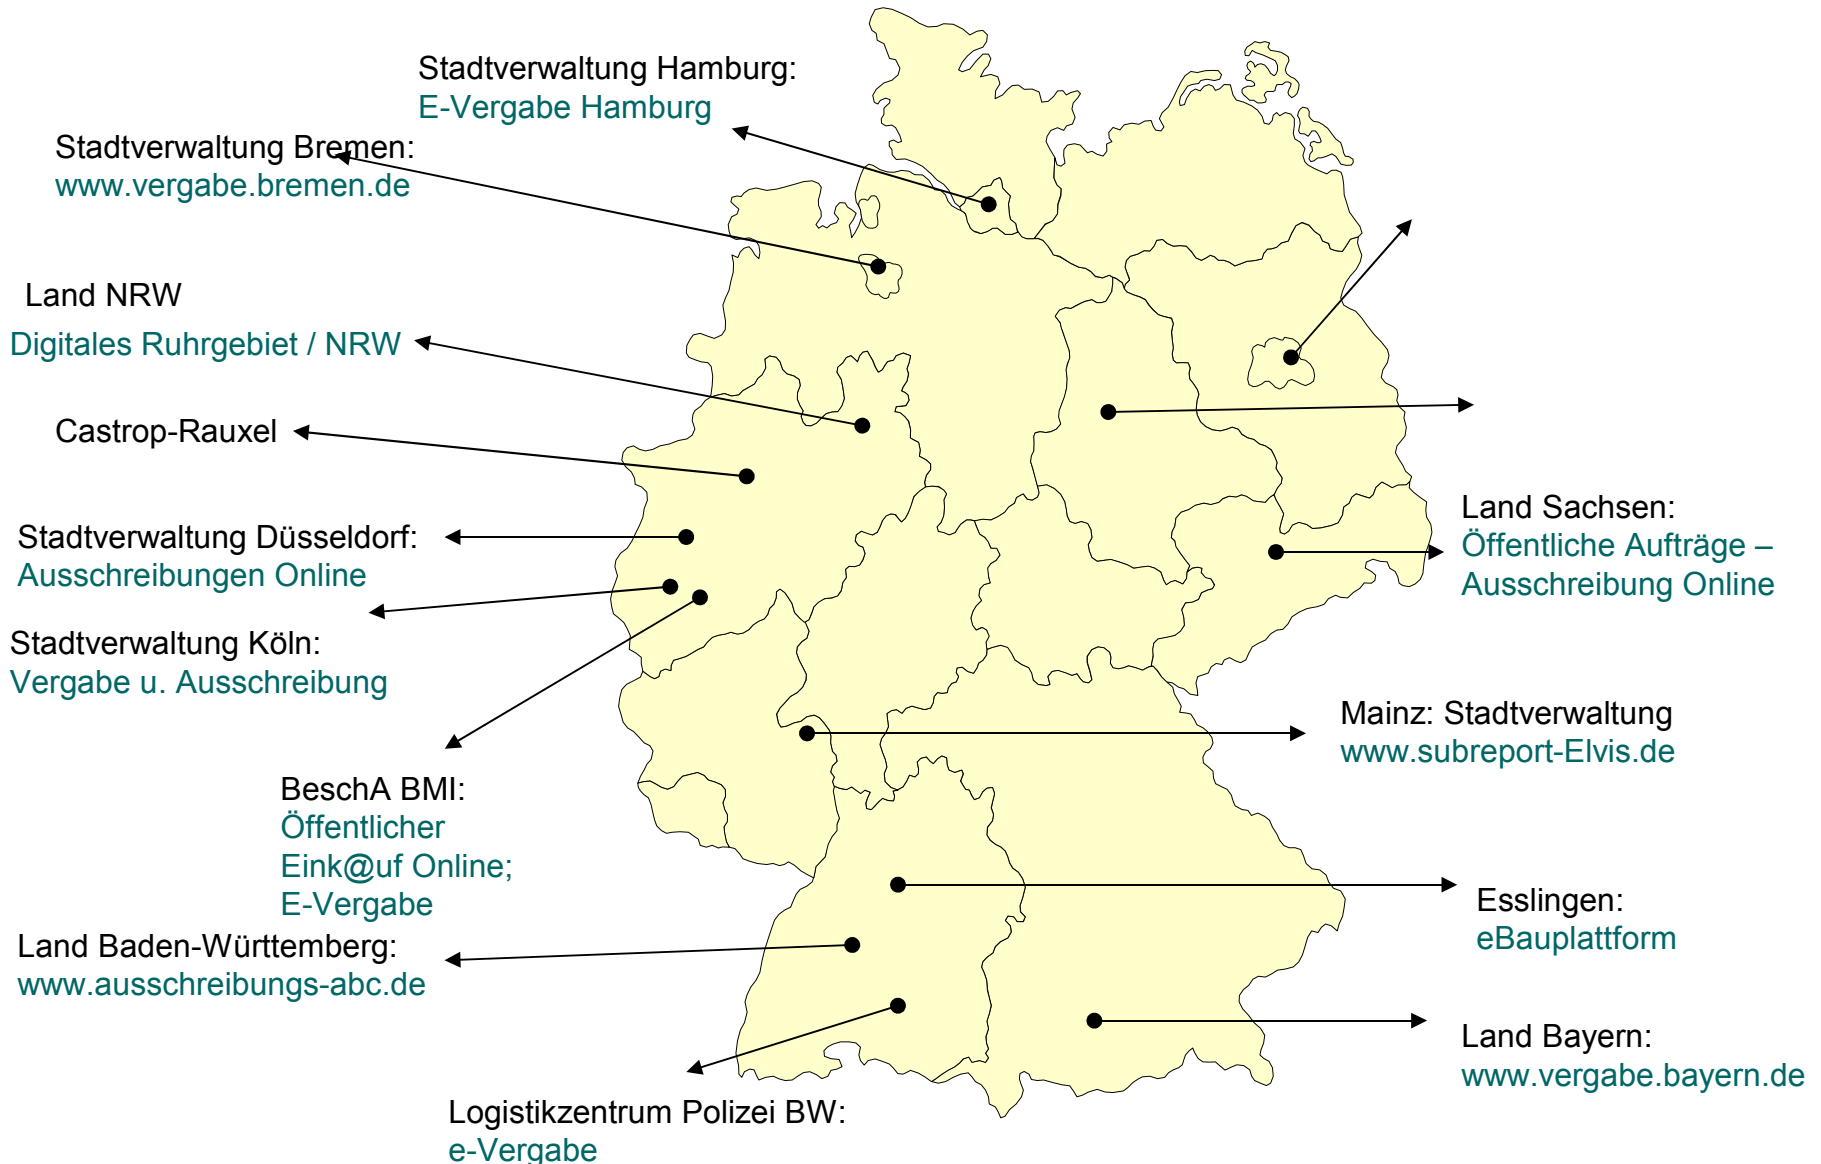 Stadtverwaltung Hamburg:
E-Vergabe Hamburg
Stadtverwaltung Bremen:
www.vergabe.bremen.de
Land NRW
Digitales Ruhrgebiet / NRW
Castrop-Rauxel
Stadtverwaltung Düsseldorf:
Ausschreibungen Online
Stadtverwaltung Köln:
Vergabe u. Ausschreibung
BeschA BMI:
Öffentlicher
Eink@uf Online;
E-Vergabe
Land Baden-Württemberg:
www.ausschreibungs-abc.de
Logistikzentrum Polizei BW:
e-Vergabe
Land Sachsen:
Öffentliche Aufträge –
Ausschreibung Online
Mainz: Stadtverwaltung
www.subreport-Elvis.de
Esslingen:
eBauplattform
Land Bayern:
www.vergabe.bayern.de